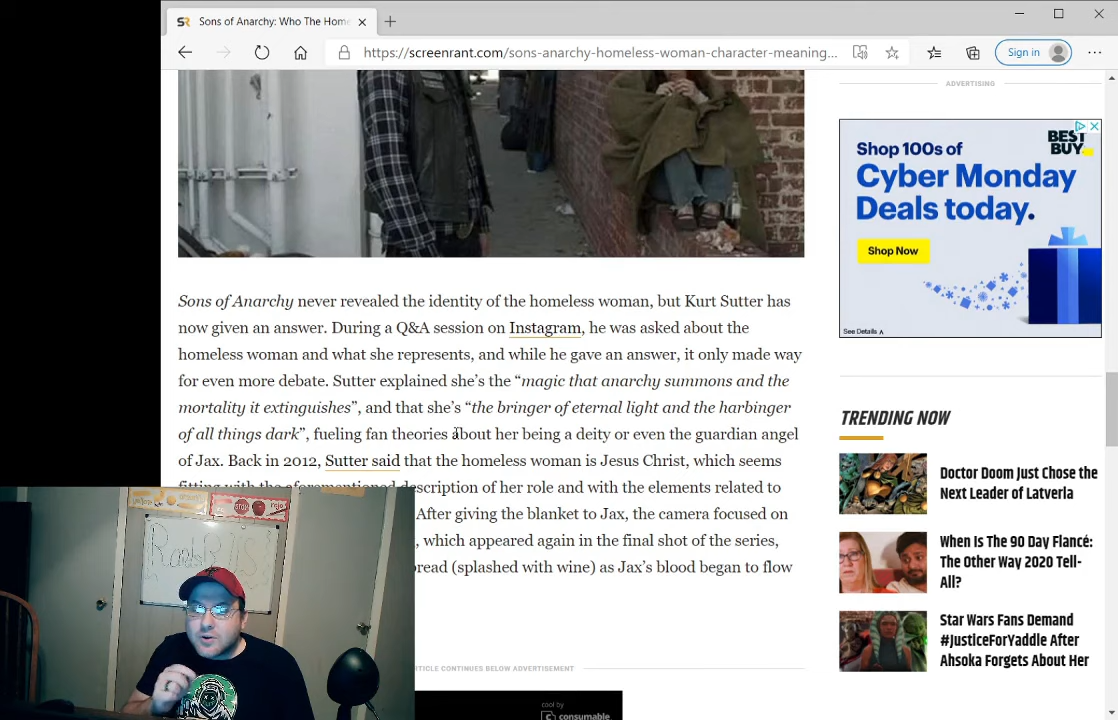 Sons of Anarchy: Who The Home
https://screenrant.com/sons-anarchy-homeless-woman-character-meaning...
Sign in
Sons of Anarchy never revealed the identity of the homeless woman, but Kurt Sutter has
now given an answer. During a Q&A session on Instagram, he was asked about the
homeless woman and what she represents, and while he gave an answer, it only made way
for even more debate. Sutter explained she's the “magic that anarchy summons and the
mortality it extinguishes”, and that she's “the bringer of eternal light and the harbinger
of all things dark”, fueling fan theories about her being a deity or even the guardian angel
of Jax. Back in 2012, Sutter said that the homeless woman is Jesus Christ, which seems
description of her role and with the elements related to
After giving the blanket to Jax, the camera focused on
, which appeared again in the final shot of the series,
bread (splashed with wine) as Jax's blood began to flow
ARTICLE CONTINUES BELOW ADVERTISEMENT
cool by
consumable
ADVERTISING
Shop 100s of
Cyber Monday
Deals today.
BEST
BUY
Shop Now
See Details
TRENDING NOW
Doctor Doom Just Chose the
Next Leader of Latveria
When Is The 90 Day Fiancé:
The Other Way 2020 Tell-
All?
Star Wars Fans Demand
#JusticeForYaddle After
Ahsoka Forgets About Her